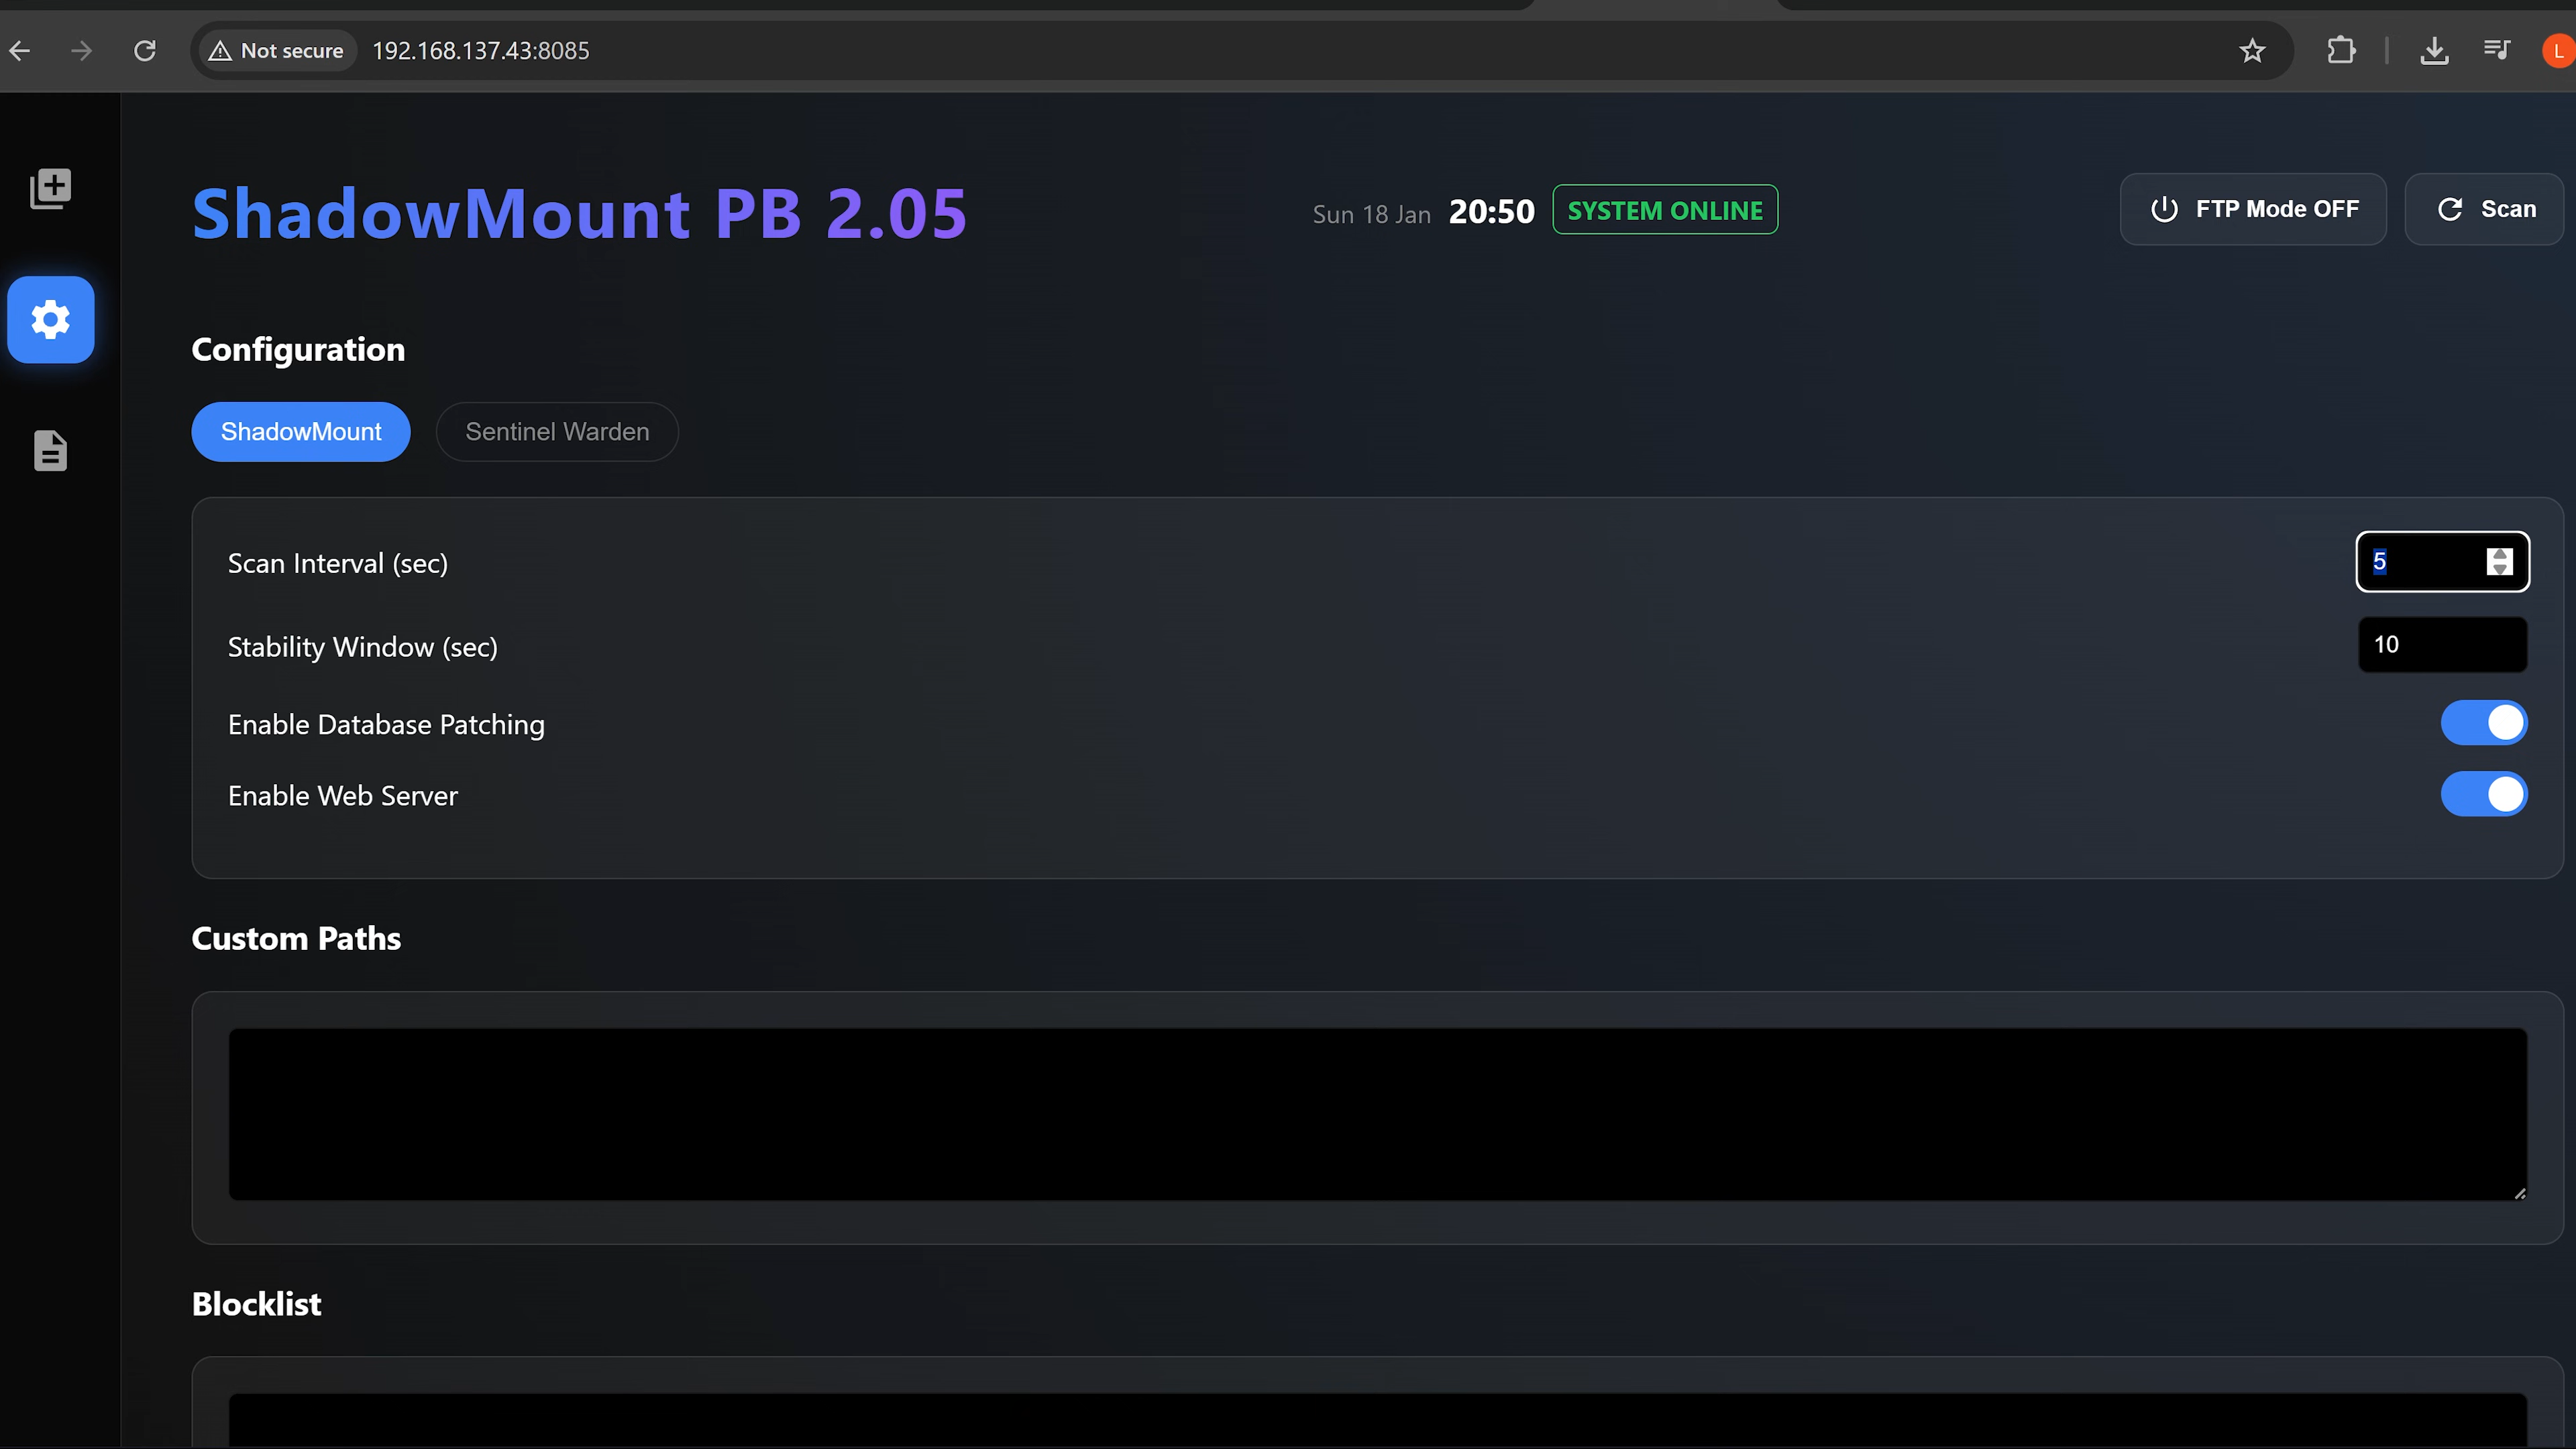 Not secure 192.168.137.43:8085
L
ShadowMount PB 2.05
Sun 18 Jan 20:50 SYSTEM ONLINE
FTP Mode OFF
Scan
Configuration
ShadowMount
Sentinel Warden
Scan Interval (sec)
5
Stability Window (sec)
10
Enable Database Patching
Enable Web Server
Custom Paths
Blocklist